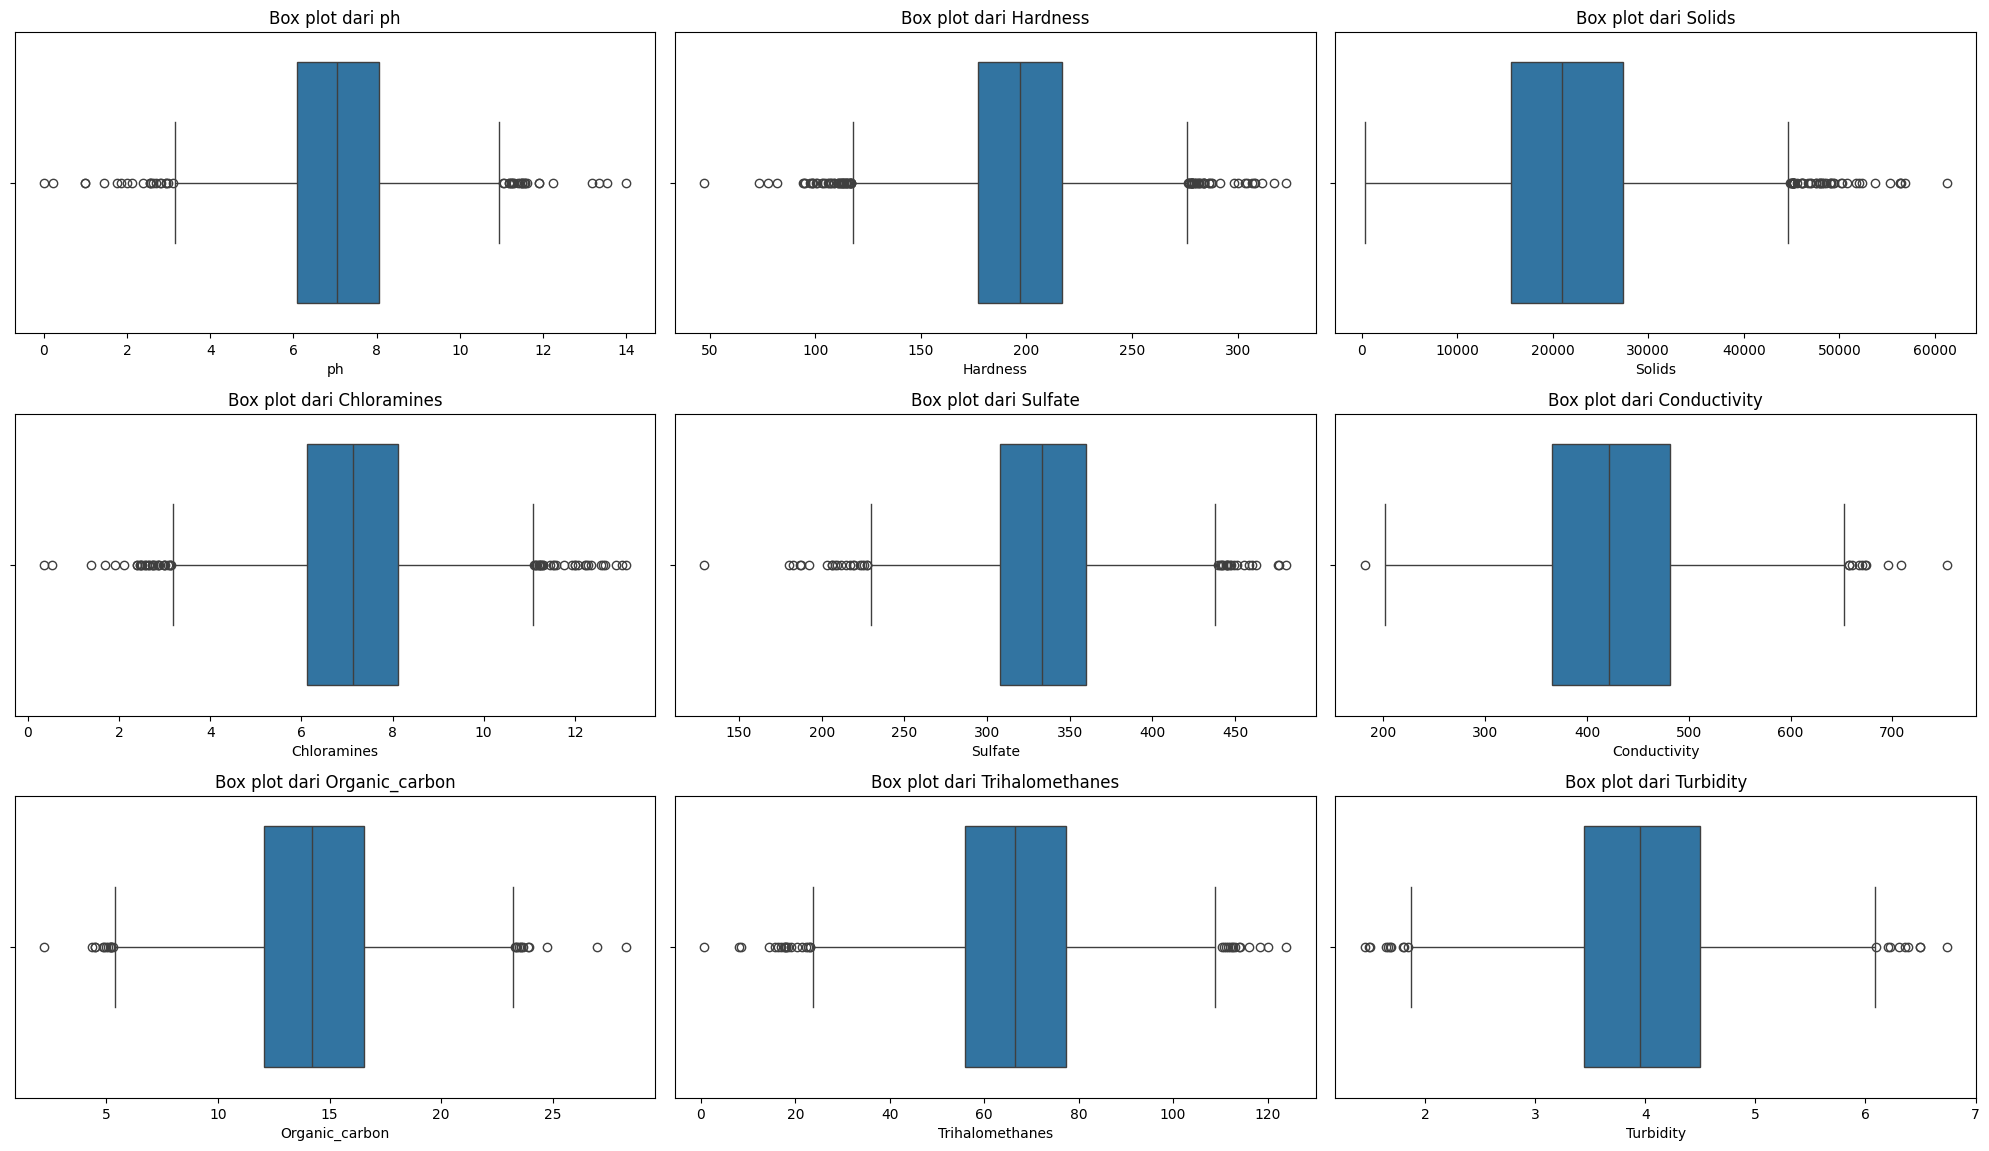 Box plot dari ph
0 2 4 6 8 10 12 14
ph
Box plot dari Hardness
50 100 150 200 250 300
Hardness
Box plot dari Solids
0 10000 20000 30000 40000 50000 60000
Solids
Box plot dari Chloramines
0 2 4 6 8 10 12
Chloramines
Box plot dari Sulfate
150 200 250 300 350 400 450
Sulfate
Box plot dari Conductivity
200 300 400 500 600 700
Conductivity
Box plot dari Organic_carbon
5 10 15 20 25
Organic_carbon
Box plot dari Trihalomethanes
0 20 40 60 80 100 120
Trihalomethanes
Box plot dari Turbidity
2 3 4 5 6 7
Turbidity